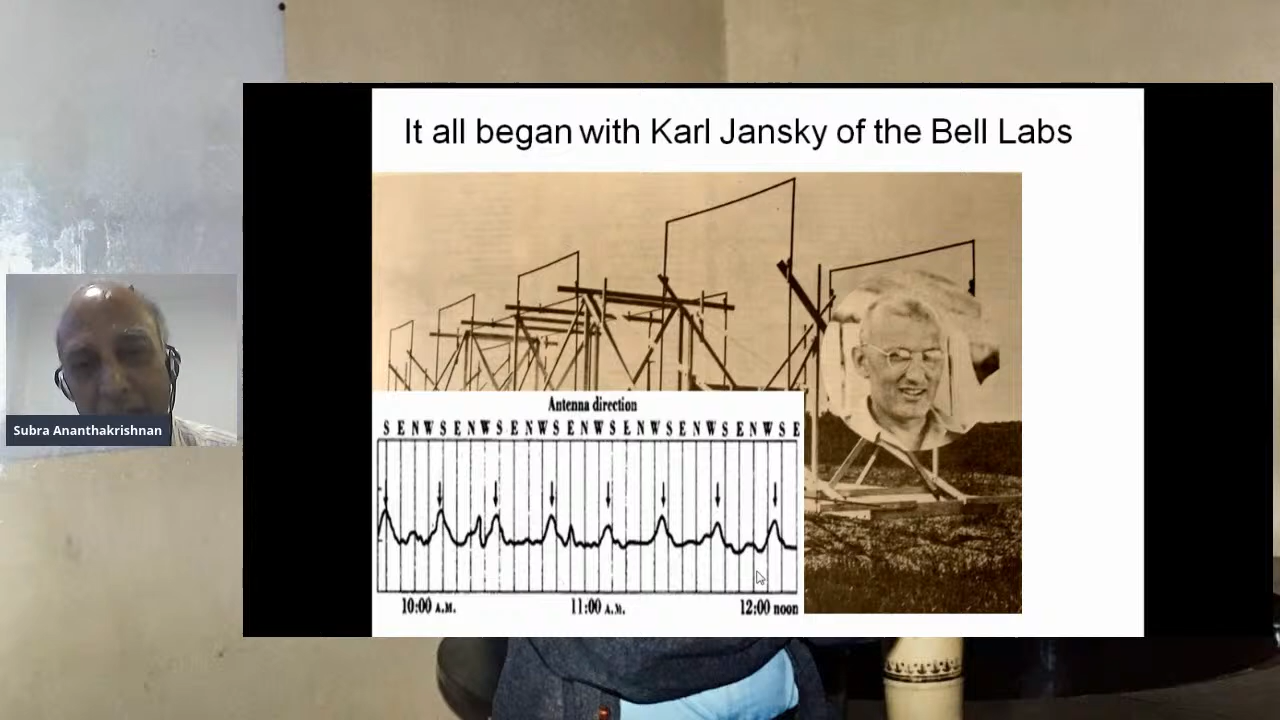 It all began with Karl Jansky of the Bell Labs
Antenna direction
S E N W S E N W S E N W S E N W S E N W S E N W S E N W S E
10:00 A.M. 11:00 A.M. 12:00 noon
Subra Ananthakrishnan